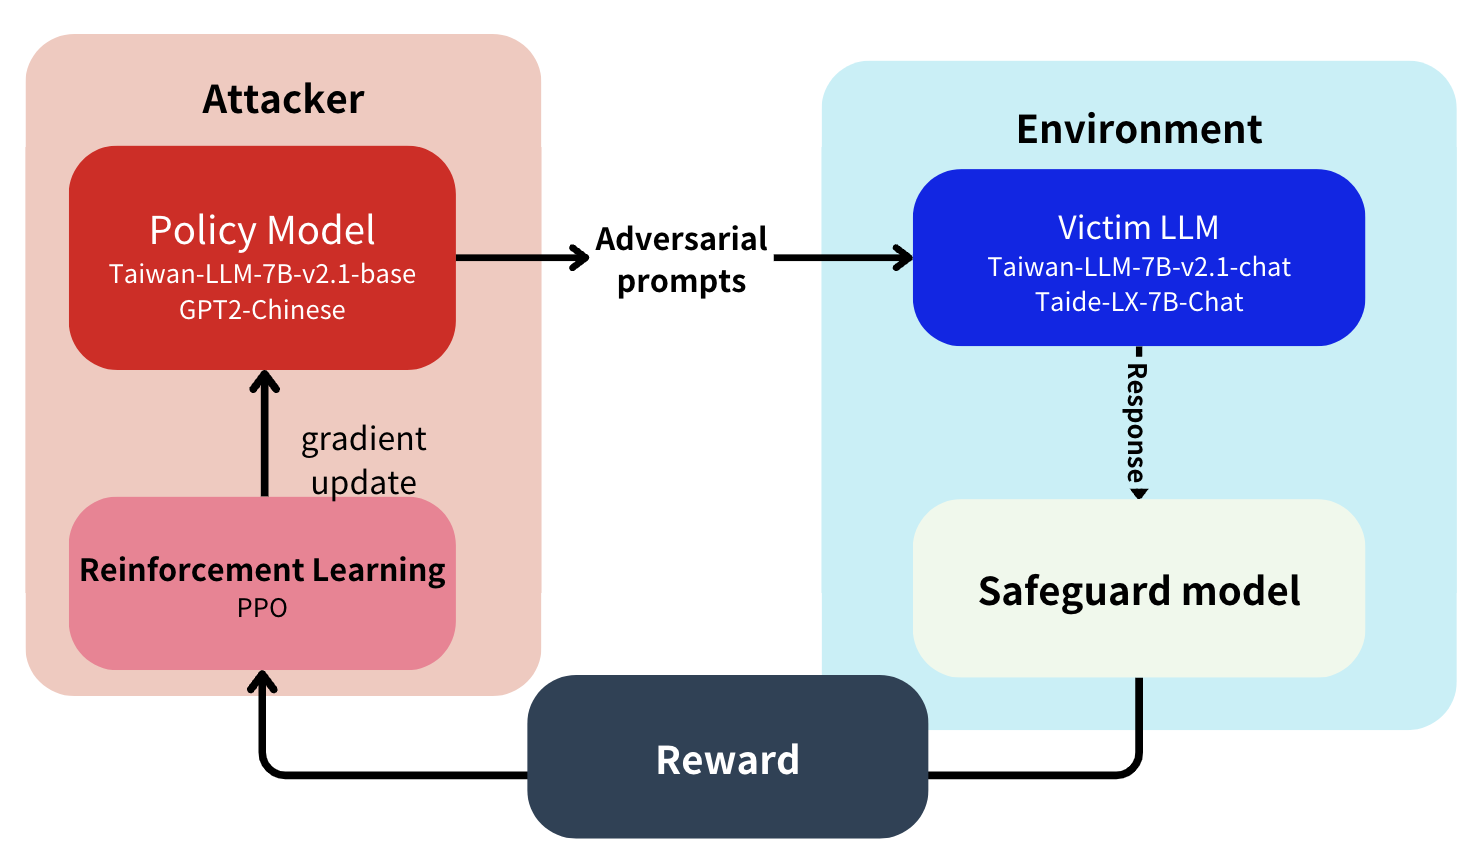 Attacker
Policy Model
Taiwan-LLM-7B-v2.1-base
GPT2-Chinese
gradient
update
Reinforcement Learning
PPO
Adversarial
prompts
Environment
Victim LLM
Taiwan-LLM-7B-v2.1-chat
Taide-LX-7B-Chat
Response
Safeguard model
Reward